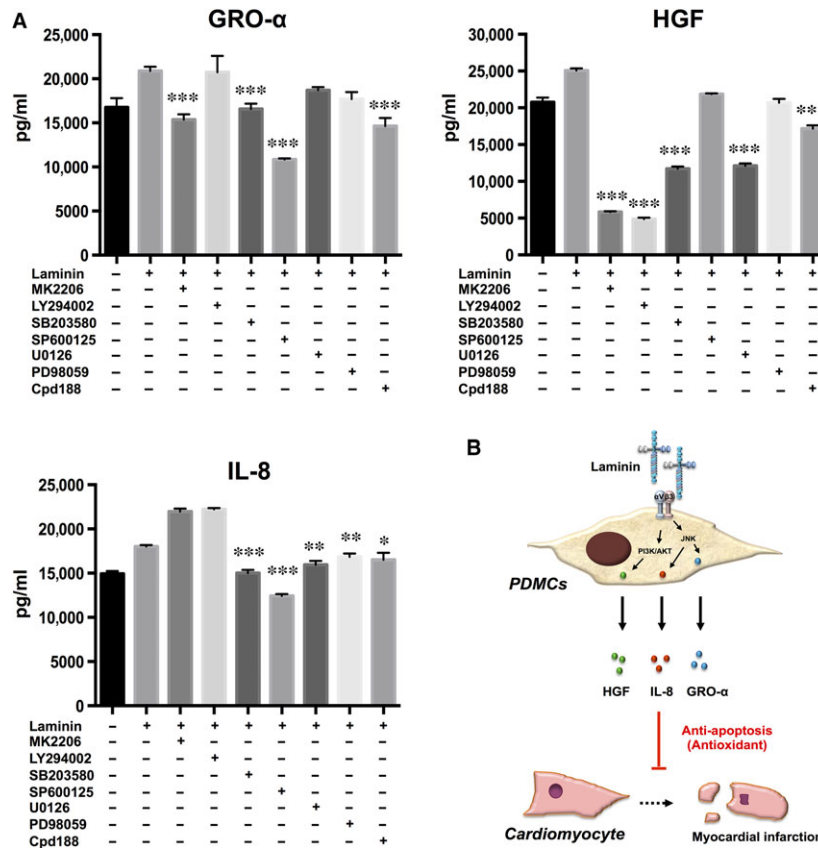 A
GRO-α
pg/ml
25,000
20,000
15,000
10,000
5000
0
***
***
***
***
Laminin – + + + + + + + +
MK2206 – – + – – – – – –
LY294002 – – – + – – – – –
SB203580 – – – – + – – – –
SP600125 – – – – – + – – –
U0126 – – – – – – + – –
PD98059 – – – – – – – + –
Cpd188 – – – – – – – – +
HGF
pg/ml
30,000
25,000
20,000
15,000
10,000
5000
0
***
***
***
***
**
Laminin – + + + + + + + +
MK2206 – – + – – – – – –
LY294002 – – – + – – – – –
SB203580 – – – – + – – – –
SP600125 – – – – – + – – –
U0126 – – – – – – + – –
PD98059 – – – – – – – + –
Cpd188 – – – – – – – – +
IL-8
pg/ml
25,000
20,000
15,000
10,000
5000
0
***
***
**
**
*
Laminin – + + + + + + + +
MK2206 – – + – – – – – –
LY294002 – – – + – – – – –
SB203580 – – – – + – – – –
SP600125 – – – – – + – – –
U0126 – – – – – – + – –
PD98059 – – – – – – – + –
Cpd188 – – – – – – – – +
B
Laminin
αVβ3
PI3K/AKT
JNK
PDMCs
HGF IL-8 GRO-α
Anti-apoptosis
(Antioxidant)
Cardiomyocyte
Myocardial infarction